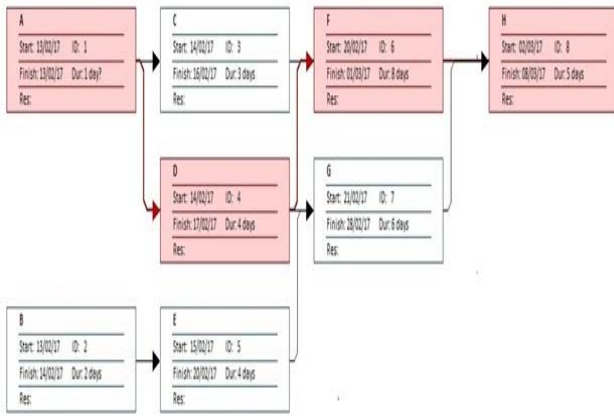 A
Start: 13/02/17 ID: 1
Finish: 13/02/17 Dur: 1 day?
Res:
C
Start: 14/02/17 ID: 3
Finish: 16/02/17 Dur: 3 days
Res:
F
Start: 20/02/17 ID: 6
Finish: 01/03/17 Dur: 8 days
Res:
H
Start: 02/03/17 ID: 8
Finish: 08/03/17 Dur: 5 days
Res:
D
Start: 14/02/17 ID: 4
Finish: 17/02/17 Dur: 4 days
Res:
G
Start: 21/02/17 ID: 7
Finish: 28/02/17 Dur: 6 days
Res:
B
Start: 13/02/17 ID: 2
Finish: 14/02/17 Dur: 2 days
Res:
E
Start: 15/02/17 ID: 5
Finish: 20/02/17 Dur: 4 days
Res: